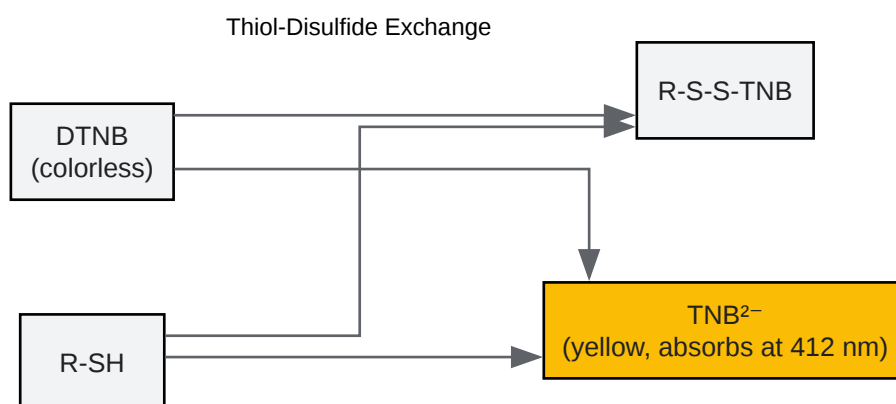 Thiol-Disulfide Exchange
R-S-S-TNB
DTNB
(colorless)
TNB²⁻
(yellow, absorbs at 412 nm)
R-SH